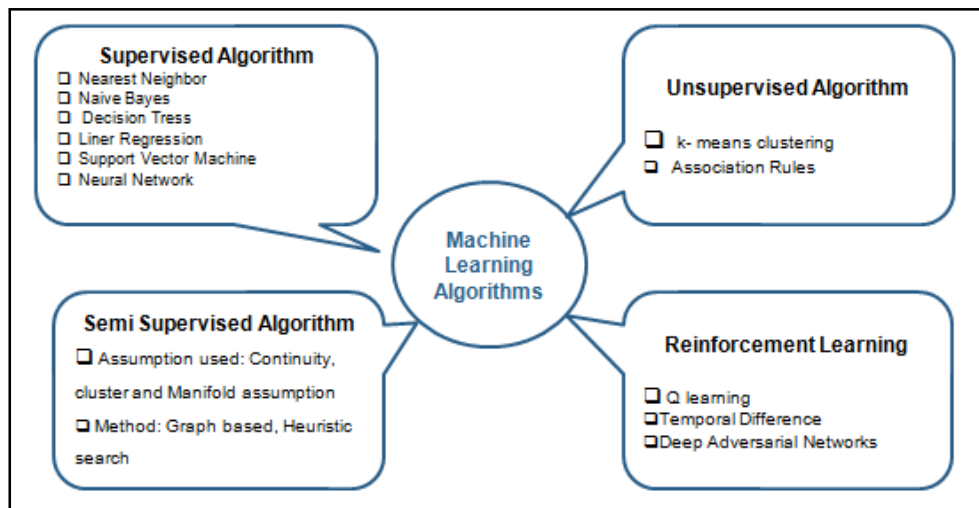 Supervised Algorithm
❑ Nearest Neighbor
❑ Naive Bayes
❑ Decision Tress
❑ Liner Regression
❑ Support Vector Machine
❑ Neural Network
Unsupervised Algorithm
❑ k- means clustering
❑ Association Rules
Machine
Learning
Algorithms
Semi Supervised Algorithm
❑ Assumption used: Continuity,
cluster and Manifold assumption
❑ Method: Graph based, Heuristic
search
Reinforcement Learning
❑ Q learning
❑Temporal Difference
❑Deep Adversarial Networks